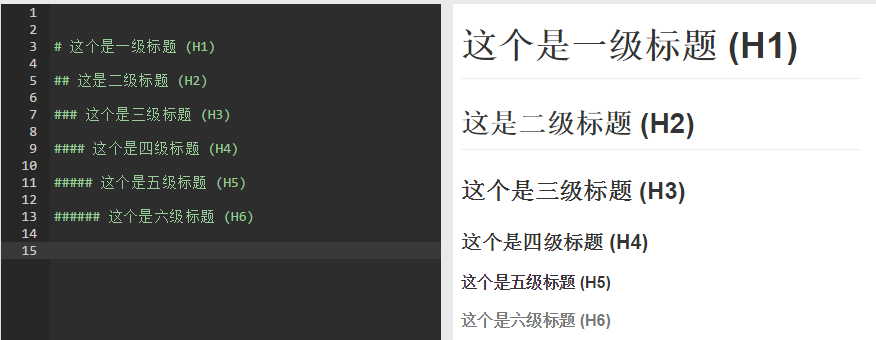 1
2
3 # 这个是一级标题 (H1)
4
5 ## 这是二级标题 (H2)
6
7 ### 这个是三级标题 (H3)
8
9 #### 这个是四级标题 (H4)
10
11 ##### 这个是五级标题 (H5)
12
13 ###### 这个是六级标题 (H6)
14
15
这个是一级标题 (H1)
这是二级标题 (H2)
这个是三级标题 (H3)
这个是四级标题 (H4)
这个是五级标题 (H5)
这个是六级标题 (H6)